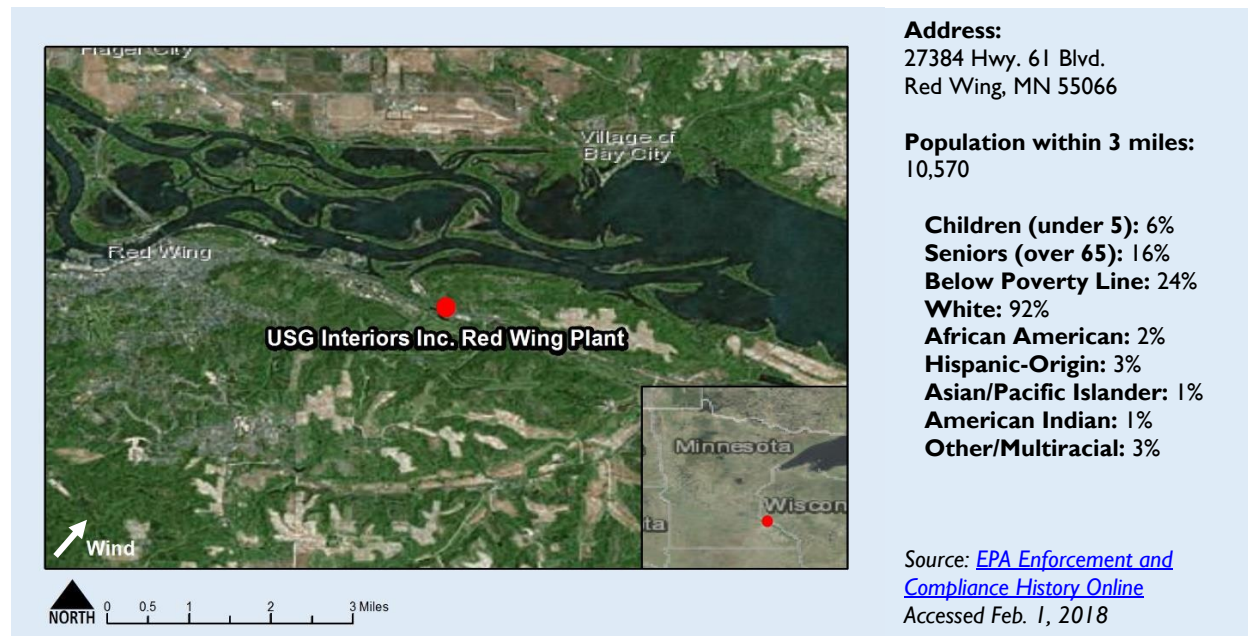 Hager City
Village of
Bay City
Red Wing
USG Interiors Inc. Red Wing Plant
Minnesota
Wiscon
ta
Wind
NORTH
0 0.5 1 2 3 Miles
Address:
27384 Hwy. 61 Blvd.
Red Wing, MN 55066
Population within 3 miles:
10,570
Children (under 5): 6%
Seniors (over 65): 16%
Below Poverty Line: 24%
White: 92%
African American: 2%
Hispanic-Origin: 3%
Asian/Pacific Islander: 1%
American Indian: 1%
Other/Multiracial: 3%
Source: EPA Enforcement and
Compliance History Online
Accessed Feb. 1, 2018